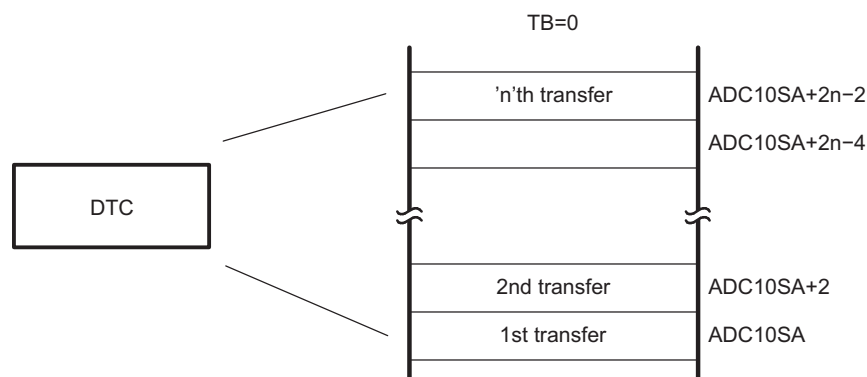 TB=0
'n'th transfer
ADC10SA+2n−2
ADC10SA+2n−4
DTC
2nd transfer
ADC10SA+2
1st transfer
ADC10SA